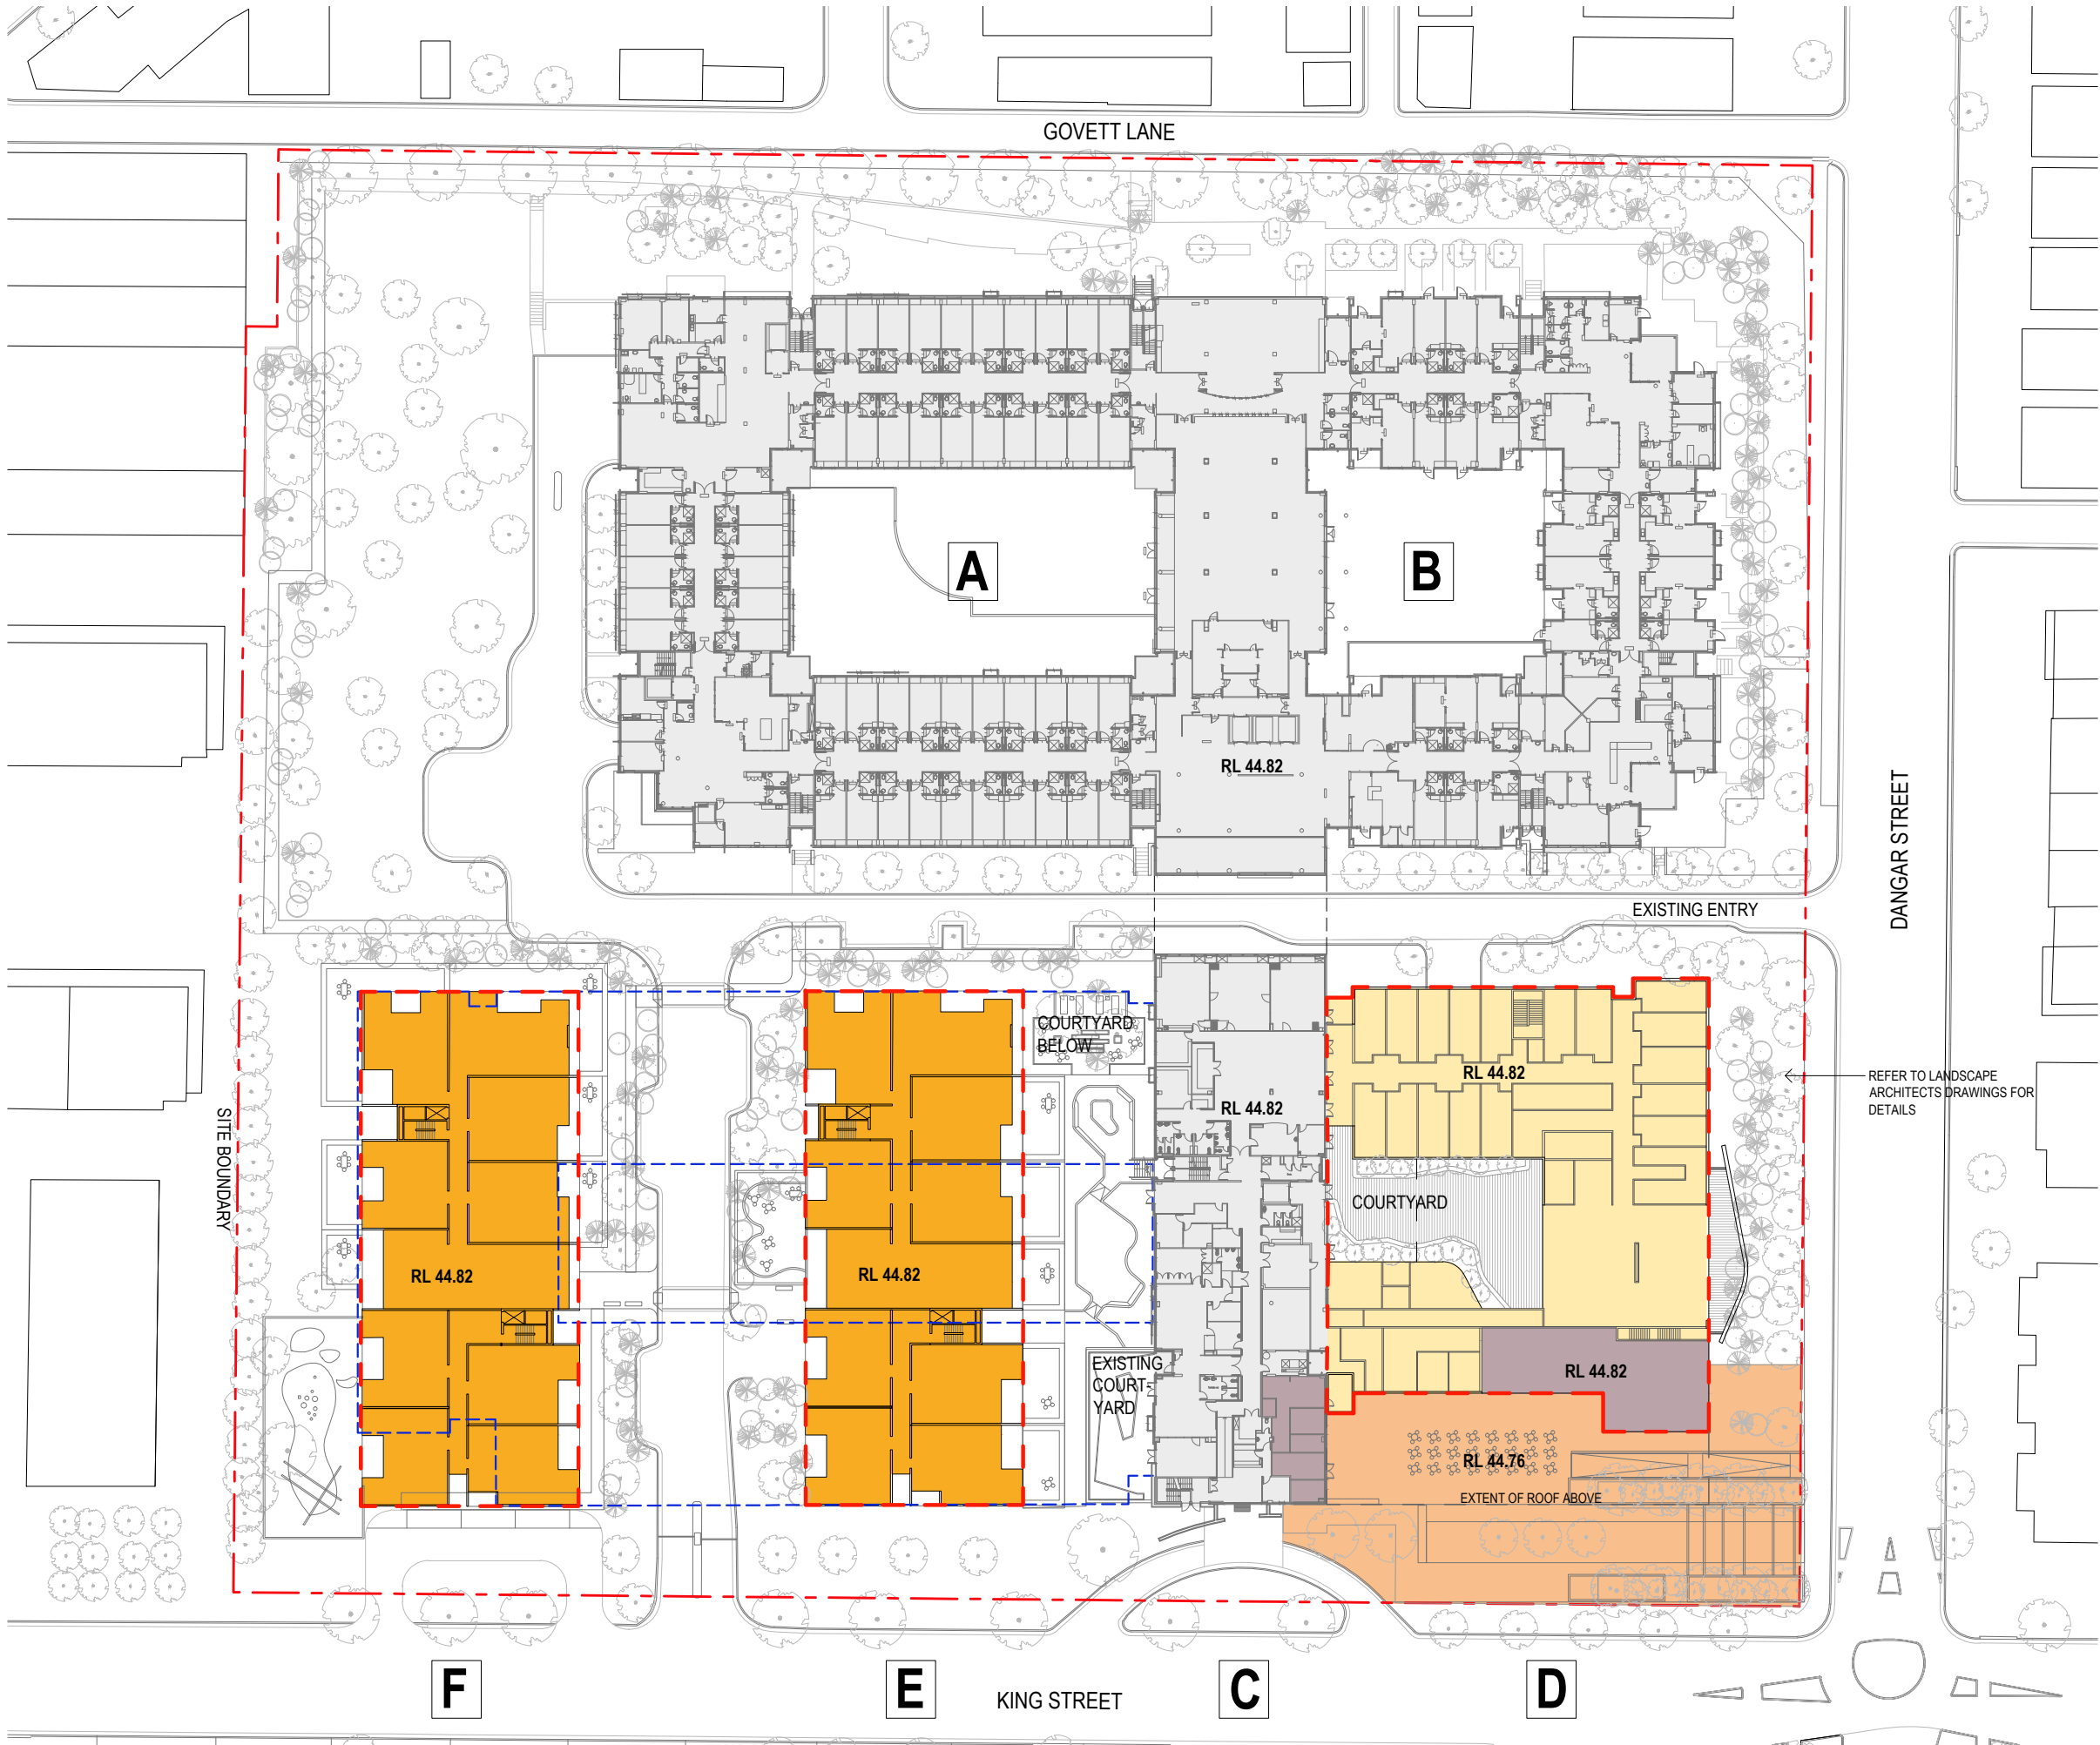 GOVETT LANE
A
B
RL 44.82
DANGAR STREET
EXISTING ENTRY
COURTYARD
BELOW
RL 44.82
REFER TO LANDSCAPE
ARCHITECTS DRAWINGS FOR
DETAILS
RL 44.82
SITE BOUNDARY
COURTYARD
RL 44.82
RL 44.82
EXISTING
COURT-
YARD
RL 44.82
RL 44.76
EXTENT OF ROOF ABOVE
F
E
KING STREET
C
D